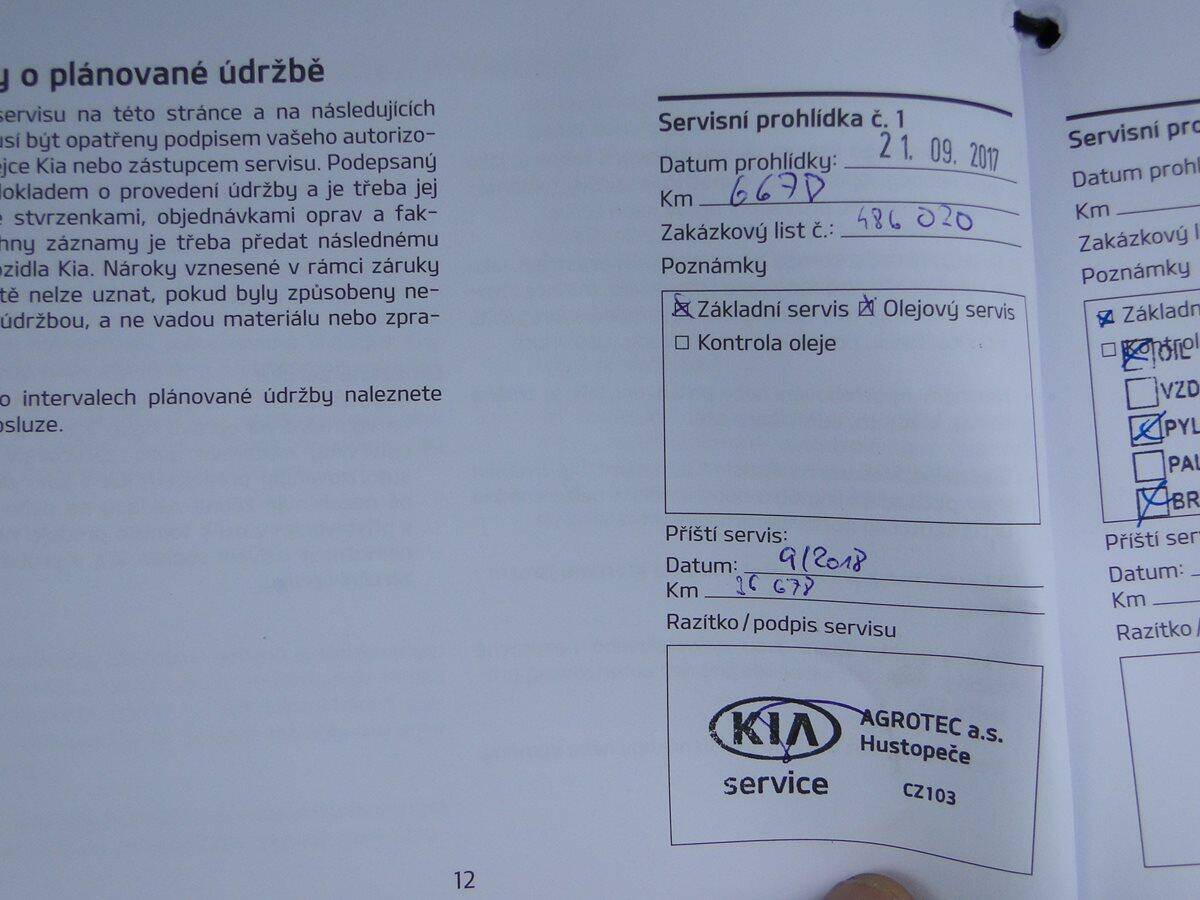 y o plánované údržbě
servisu na této stránce a na následujících
usí být opatřeny podpisem vašeho autorizo-
ejce Kia nebo zástupcem servisu. Podepsaný
dokladem o provedení údržby a je třeba jej
e stvrzenkami, objednávkami oprav a fak-
hny záznamy je třeba předat následnému
ozidla Kia. Nároky vznesené v rámci záruky
tě nelze uznat, pokud byly způsobeny ne-
údržbou, a ne vadou materiálu nebo zpra-
o intervalech plánované údržby naleznete
osluze.
12
Servisní prohlídka č. 1
Datum prohlídky: 21. 09. 2017
Km
Zakázkový list č.: 486 020
Poznámky
Základní servis Olejový servis
Kontrola oleje
Příští servis:
Datum: 9/2018
Km 36 678
Razítko / podpis servisu
KIA AGROTEC a.s.
Hustopeče
service CZ103
Servisní pro
Datum prohl
Km
Zakázkový l
Poznámky
Základn
Kontrol
OIL
VZD
PYL
PAL
BR
Příští ser
Datum:
Km
Razítko /